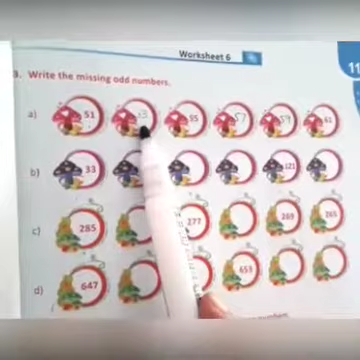 Worksheet 6
11
3. Write the missing odd numbers.
a) 51 53 55 57 59 61
b) 33 121
c) 285 277 269 265
d) 647 653